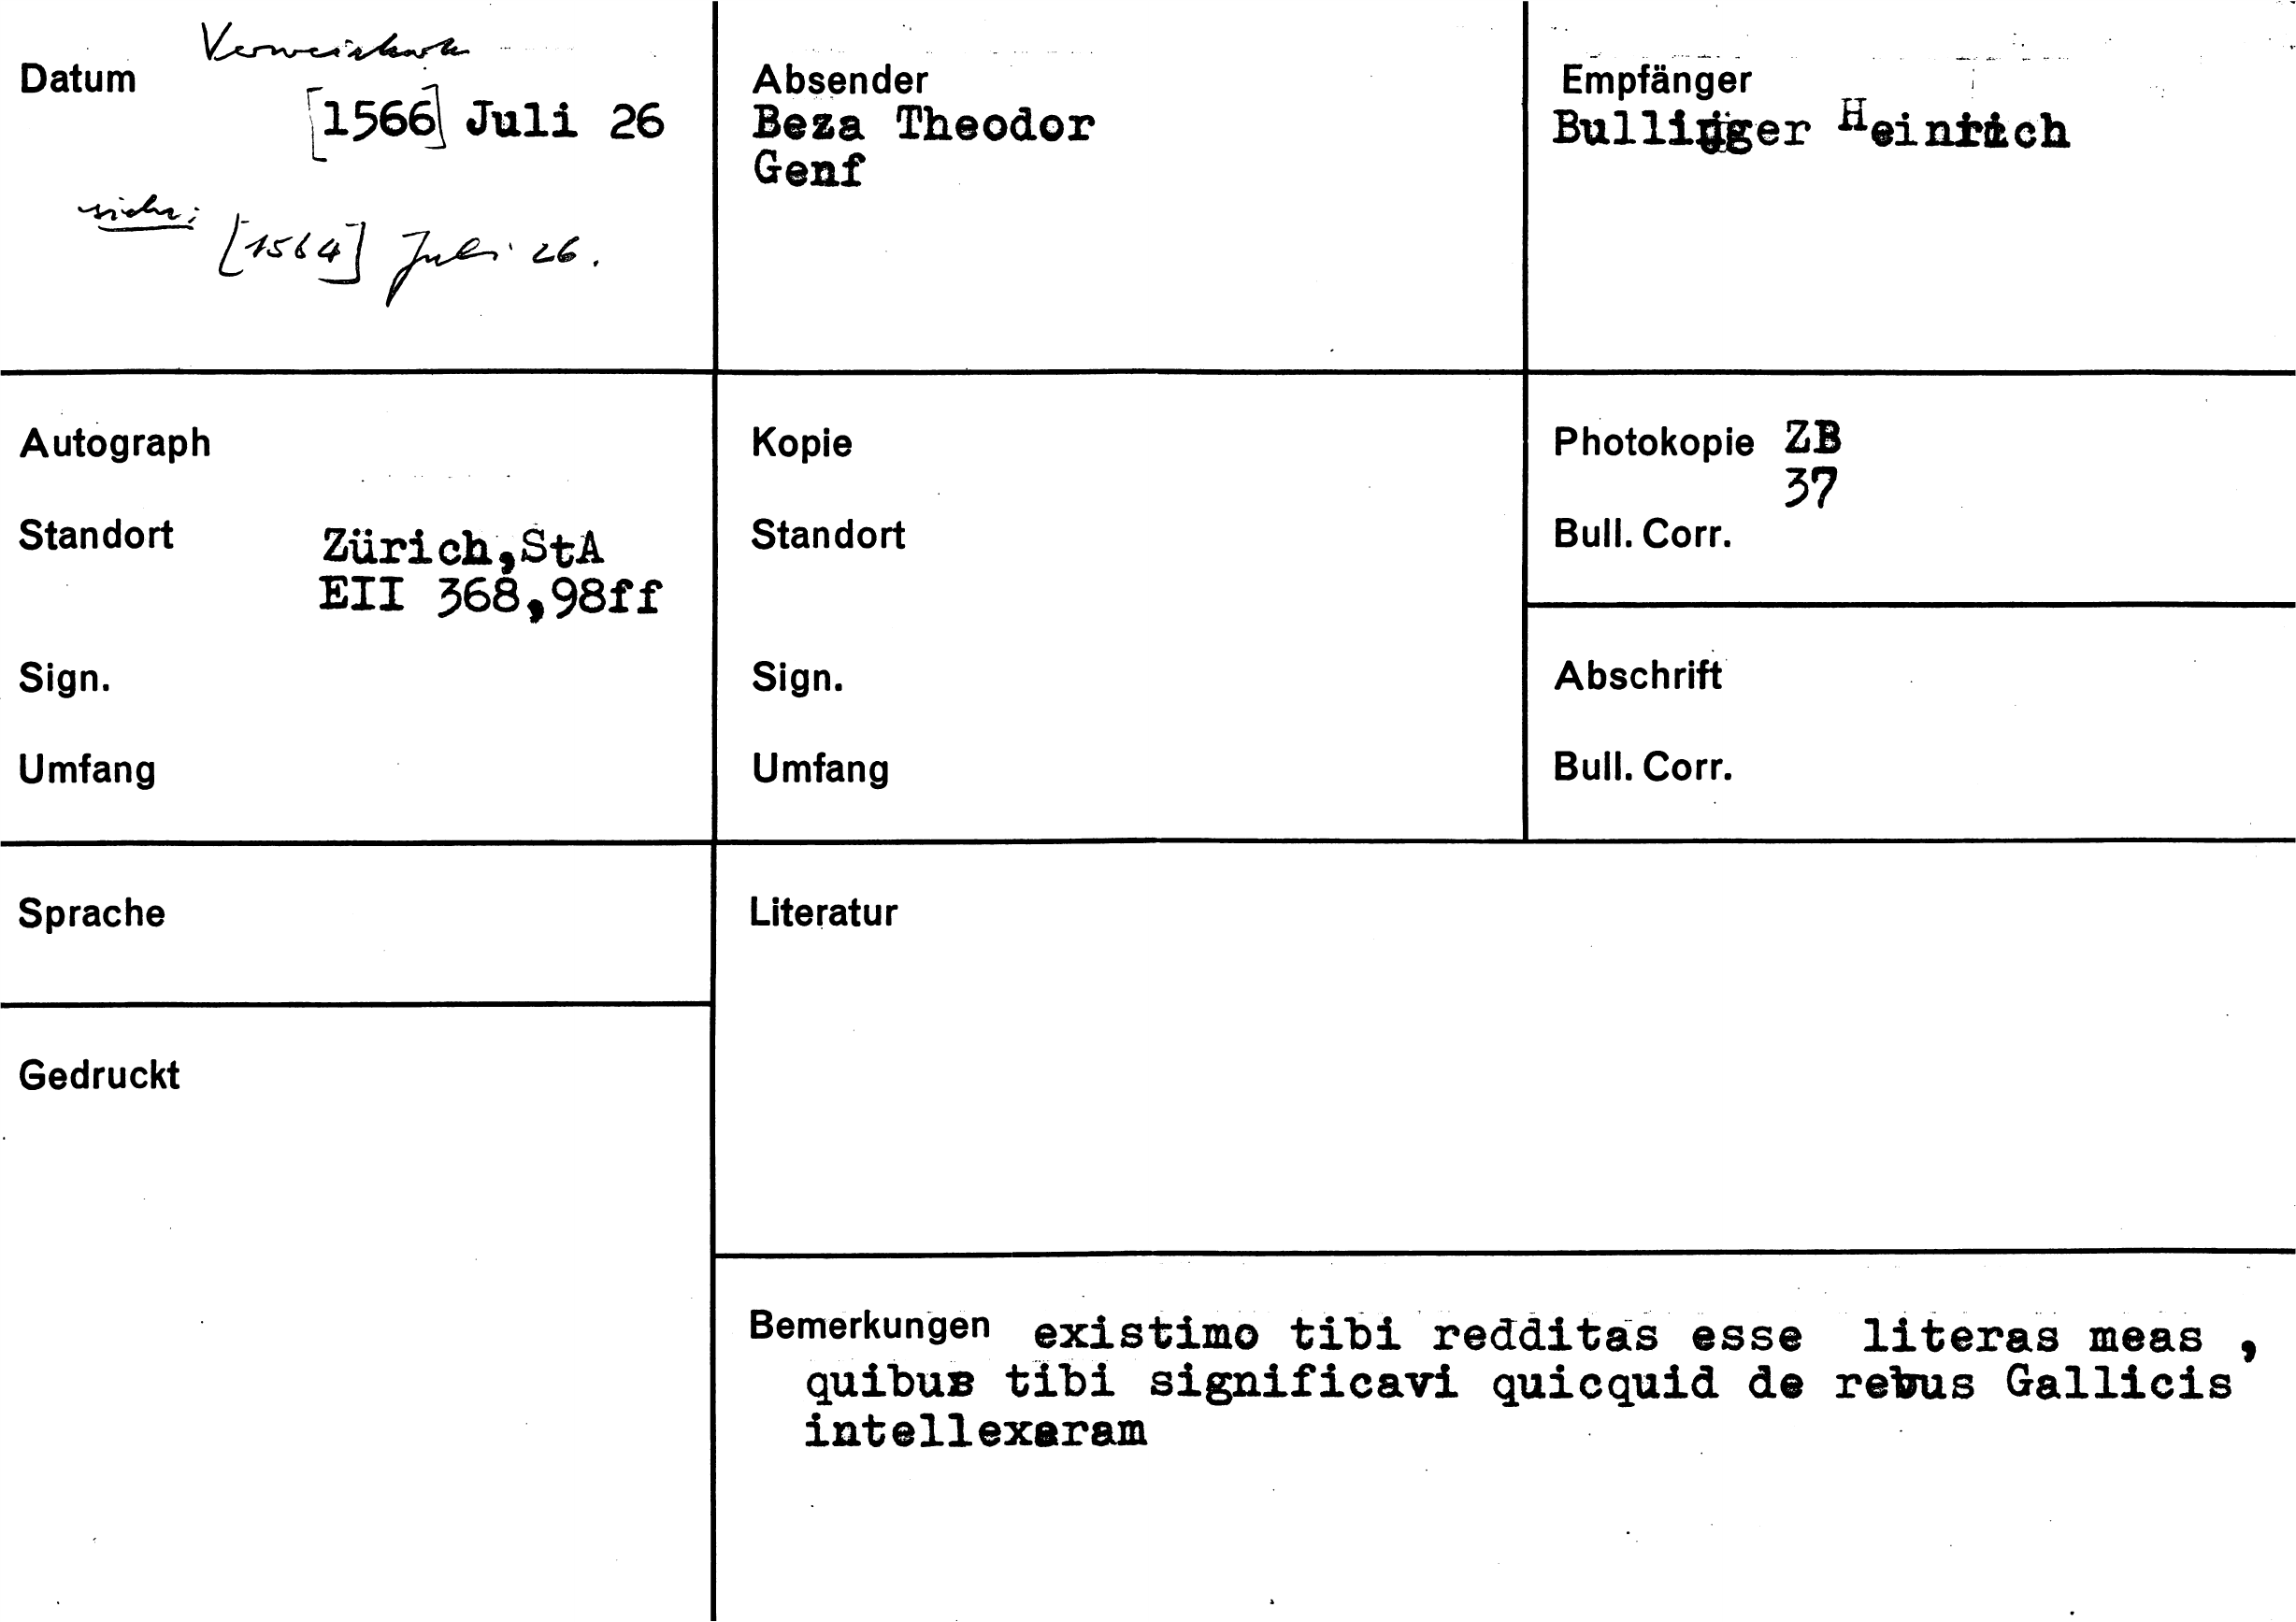 Verweiskarte
Datum
[1566] Juli 26
siehe:
[1564] Juli 26.
Absender
Beza Theodor
Genf
Empfänger
Bullinger Heinrich
Autograph
Standort
Zürich,StA
EII 368,98ff
Sign.
Umfang
Kopie
Standort
Sign.
Umfang
Photokopie ZB
37
Bull. Corr.
Abschrift
Bull. Corr.
Sprache
Gedruckt
Literatur
Bemerkungen existimo tibi redditas esse literas meas ,
quibus tibi significavi quicquid de rebus Gallicis
intellexeram